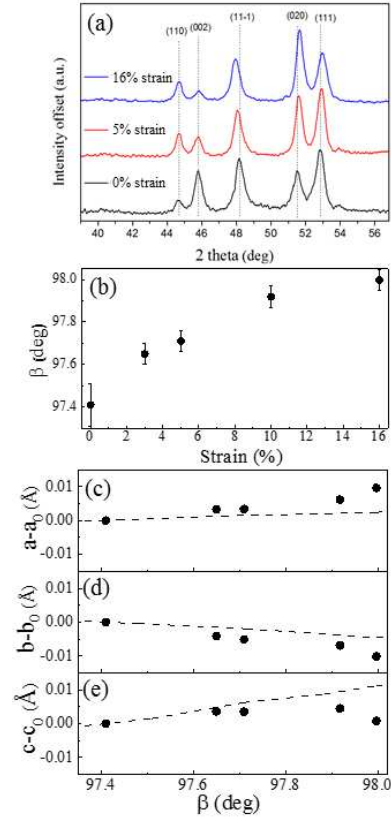 (a)
(110) (002) (11-1) (020) (111)
16% strain
5% strain
0% strain
Intensity offset (a.u.)
40 42 44 46 48 50 52 54 56
2 theta (deg)
(b)
98.0
97.8
97.6
97.4
β (deg)
0 2 4 6 8 10 12 14 16
Strain (%)
(c)
0.01
0.00
-0.01
a-a₀ (Å)
(d)
0.01
0.00
-0.01
b-b₀ (Å)
(e)
0.01
0.00
-0.01
c-c₀ (Å)
97.4 97.6 97.8 98.0
β (deg)